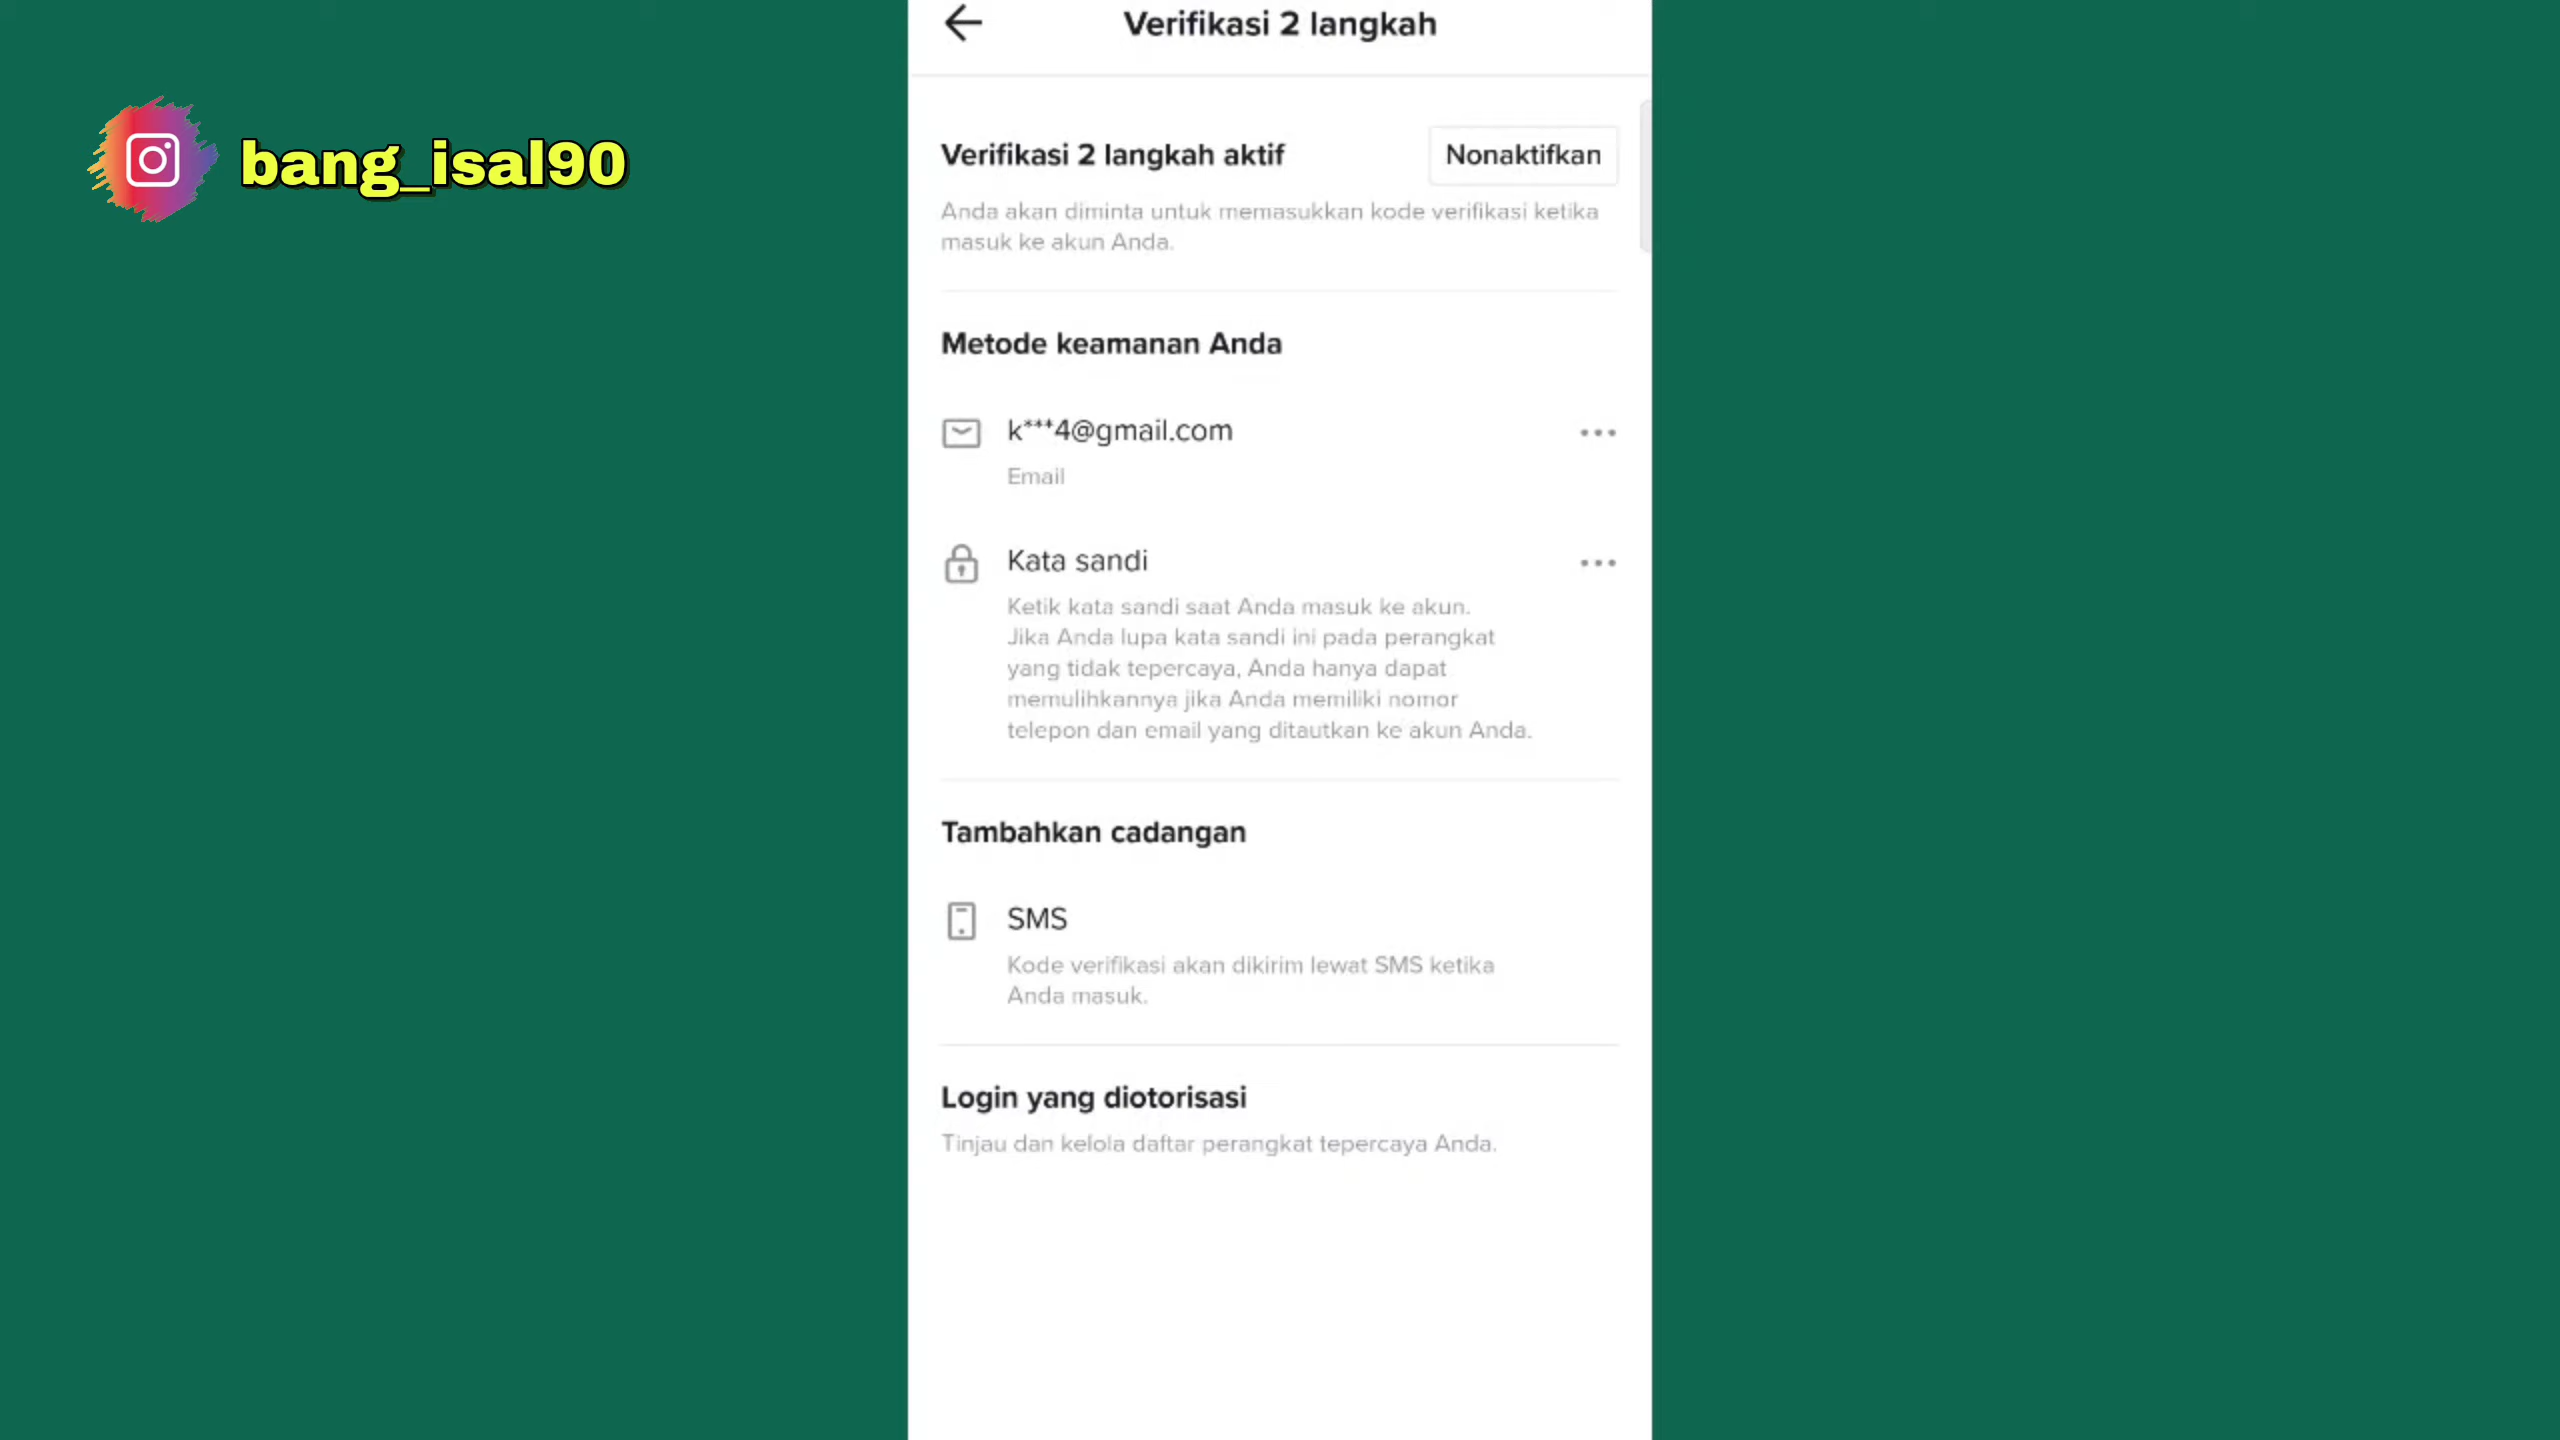 Verifikasi 2 langkah
bang_isal90
Verifikasi 2 langkah aktif
Nonaktifkan
Anda akan diminta untuk memasukkan kode verifikasi ketika
masuk ke akun Anda.
Metode keamanan Anda
k***4@gmail.com
Email
Kata sandi
Ketik kata sandi saat Anda masuk ke akun.
Jika Anda lupa kata sandi ini pada perangkat
yang tidak tepercaya, Anda hanya dapat
memulihkannya jika Anda memiliki nomor
telepon dan email yang ditautkan ke akun Anda.
Tambahkan cadangan
SMS
Kode verifikasi akan dikirim lewat SMS ketika
Anda masuk.
Login yang diotorisasi
Tinjau dan kelola daftar perangkat tepercaya Anda.